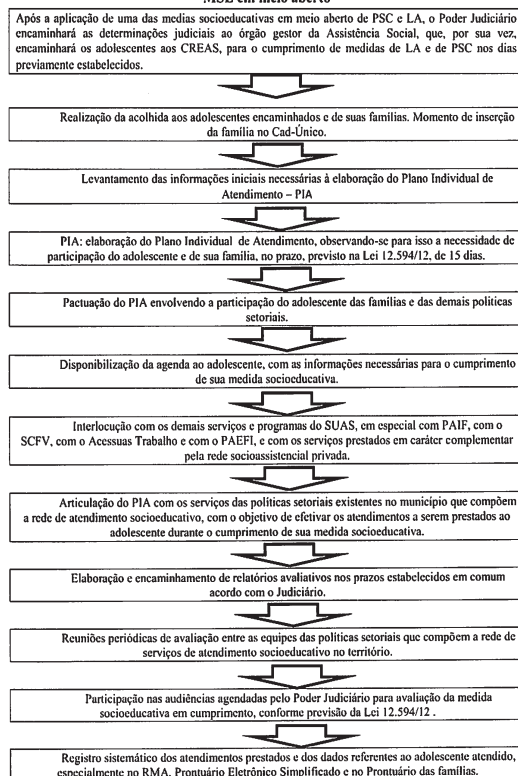 MSE em meio aberto
Após a aplicação de uma das medias socioeducativas em meio aberto de PSC e LA, o Poder Judiciário
encaminhará as determinações judiciais ao órgão gestor da Assistência Social, que, por sua vez,
encaminhará os adolescentes aos CREAS, para o cumprimento de medidas de LA e de PSC nos dias
previamente estabelecidos.
Realização da acolhida aos adolescentes encaminhados e de suas famílias. Momento de inserção
da família no Cad-Único.
Levantamento das informações iniciais necessárias à elaboração do Plano Individual de
Atendimento – PIA
PIA: elaboração do Plano Individual de Atendimento, observando-se para isso a necessidade de
participação do adolescente e de sua família, no prazo, previsto na Lei 12.594/12, de 15 dias.
Pactuação do PIA envolvendo a participação do adolescente das famílias e das demais políticas
setoriais.
Disponibilização da agenda ao adolescente, com as informações necessárias para o cumprimento
de sua medida socioeducativa.
Interlocução com os demais serviços e programas do SUAS, em especial com PAIF, com o
SCFV, com o Acessuas Trabalho e com o PAEFI, e com os serviços prestados em caráter complementar
pela rede socioassistencial privada.
Articulação do PIA com os serviços das políticas setoriais existentes no município que compõem
a rede de atendimento socioeducativo, com o objetivo de efetivar os atendimentos a serem prestados ao
adolescente durante o cumprimento de sua medida socioeducativa.
Elaboração e encaminhamento de relatórios avaliativos nos prazos estabelecidos em comum
acordo com o Judiciário.
Reuniões periódicas de avaliação entre as equipes das políticas setoriais que compõem a rede de
serviços de atendimento socioeducativo no território.
Participação nas audiências agendadas pelo Poder Judiciário para avaliação da medida
socioeducativa em cumprimento, conforme previsão da Lei 12.594/12 .
Registro sistemático dos atendimentos prestados e dos dados referentes ao adolescente atendido,
especialmente no RMA, Prontuário Eletrônico Simplificado e no Prontuário das famílias.